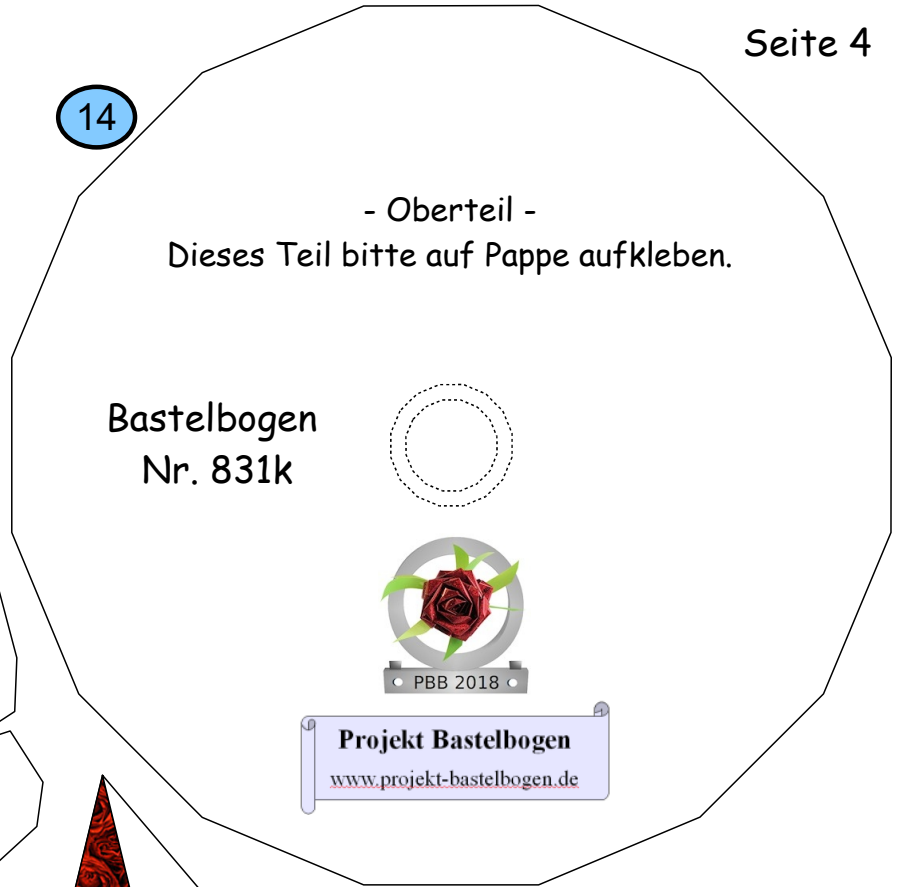 Seite 4
14
- Oberteil -
Dieses Teil bitte auf Pappe aufkleben.
Bastelbogen
Nr. 831k
PBB 2018
Projekt Bastelbogen
www.projekt-bastelbogen.de